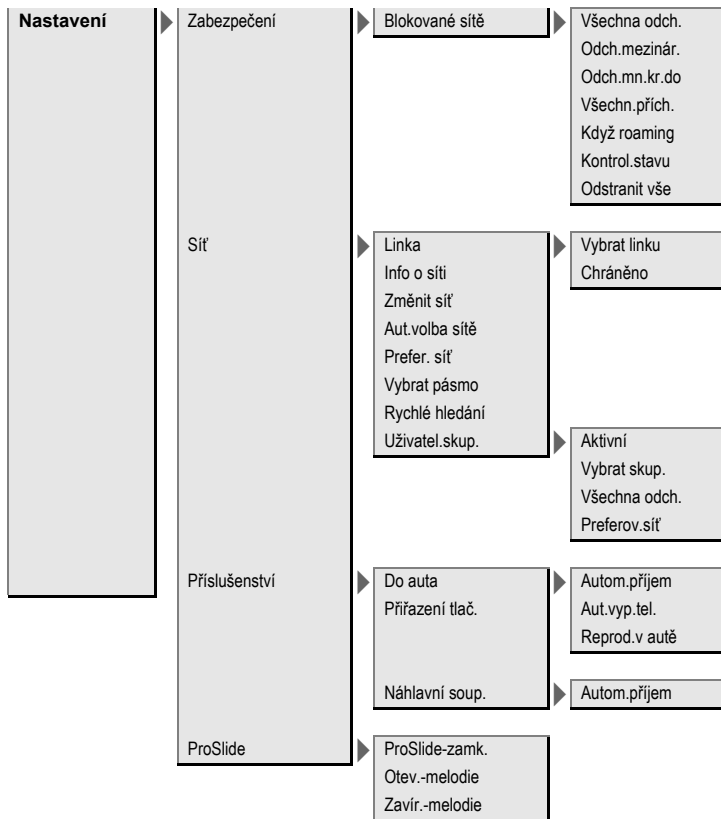 Nastavení
Zabezpečení
Blokované sítě
Všechna odch.
Odch.mezinár.
Odch.mn.kr.do
Všechn.přích.
Když roaming
Kontrol.stavu
Odstranit vše
Síť
Linka
Vybrat linku
Chráněno
Info o síti
Změnit síť
Aut.volba sítě
Prefer. síť
Vybrat pásmo
Rychlé hledání
Uživatel.skup.
Aktivní
Vybrat skup.
Všechna odch.
Preferov.síť
Příslušenství
Do auta
Autom.příjem
Aut.vyp.tel.
Reprod.v autě
Přiřazení tlač.
Náhlavní soup.
Autom.příjem
ProSlide
ProSlide-zamk.
Otev.-melodie
Zavír.-melodie